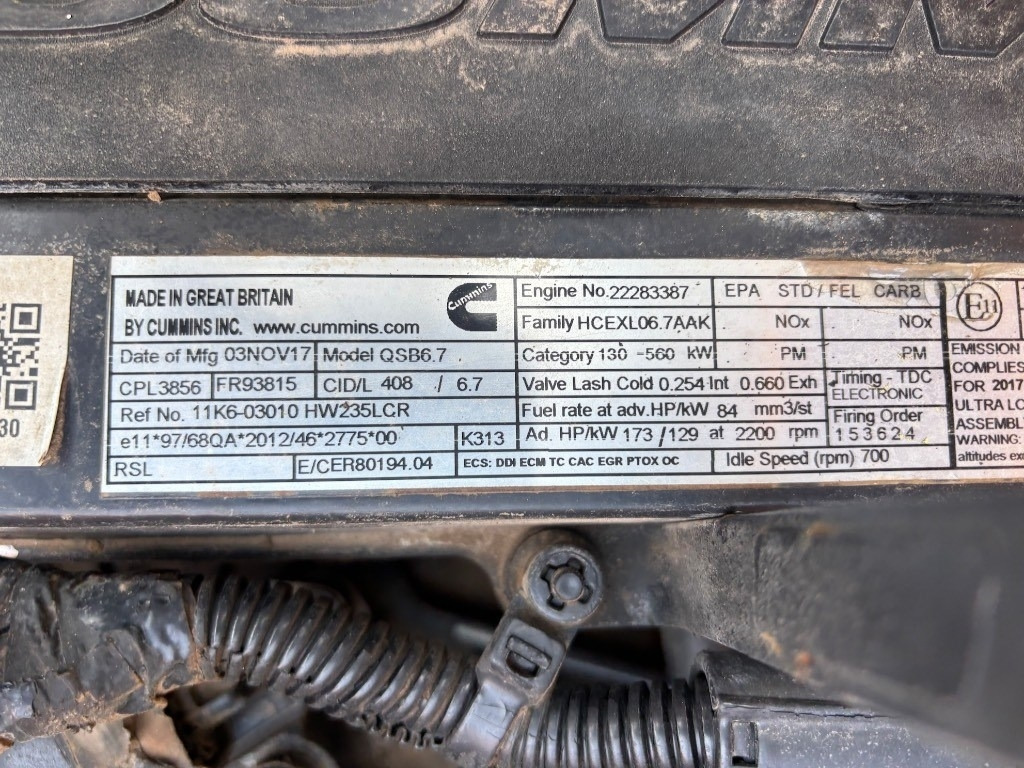 CUMM
30
MADE IN GREAT BRITAIN
BY CUMMINS INC. www.cummins.com
Cummins
Date of Mfg 03NOV17 Model QSB6.7
CPL3856 FR93815 CID/L 408 / 6.7
Ref No. 11K6-03010 HW235LCR
e11*97/68QA*2012/46*2775*00 K313
RSL E/CER80194.04 ECS: DDI ECM TC CAC EGR PTOX OC
Engine No.22283387 EPA STD/FEL CARB
Family HCEXL06.7AAK NOx NOx
Category 130 -560 kW PM PM
Valve Lash Cold 0.254 Int 0.660 Exh Timing - TDC
ELECTRONIC
Fuel rate at adv.HP/kW 84 mm3/st Firing Order
Ad. HP/kW 173 /129 at 2200 rpm 153624
Idle Speed (rpm) 700
E11
EMISSION
COMPLIES
FOR 2017
ULTRA LO
ASSEMBL
WARNING:
altitudes ex